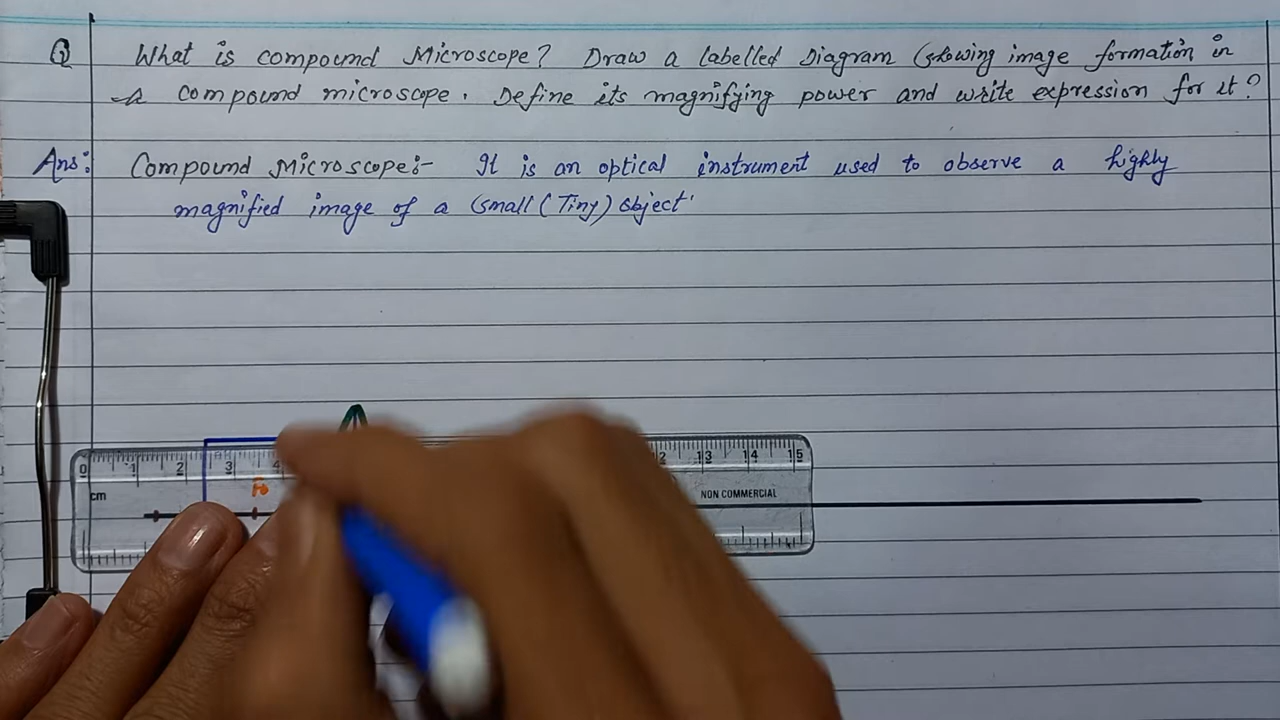 Q What is compound Microscope? Draw a labelled Diagram showing image formation in
a compound microscope. Define its magnifying power and write expression for it?
Ans: Compound Microscope:- It is an optical instrument used to observe a highly
magnified image of a small (Tiny) object.
0 1 2 3 4 2 13 14 15
cm Fo NON COMMERCIAL